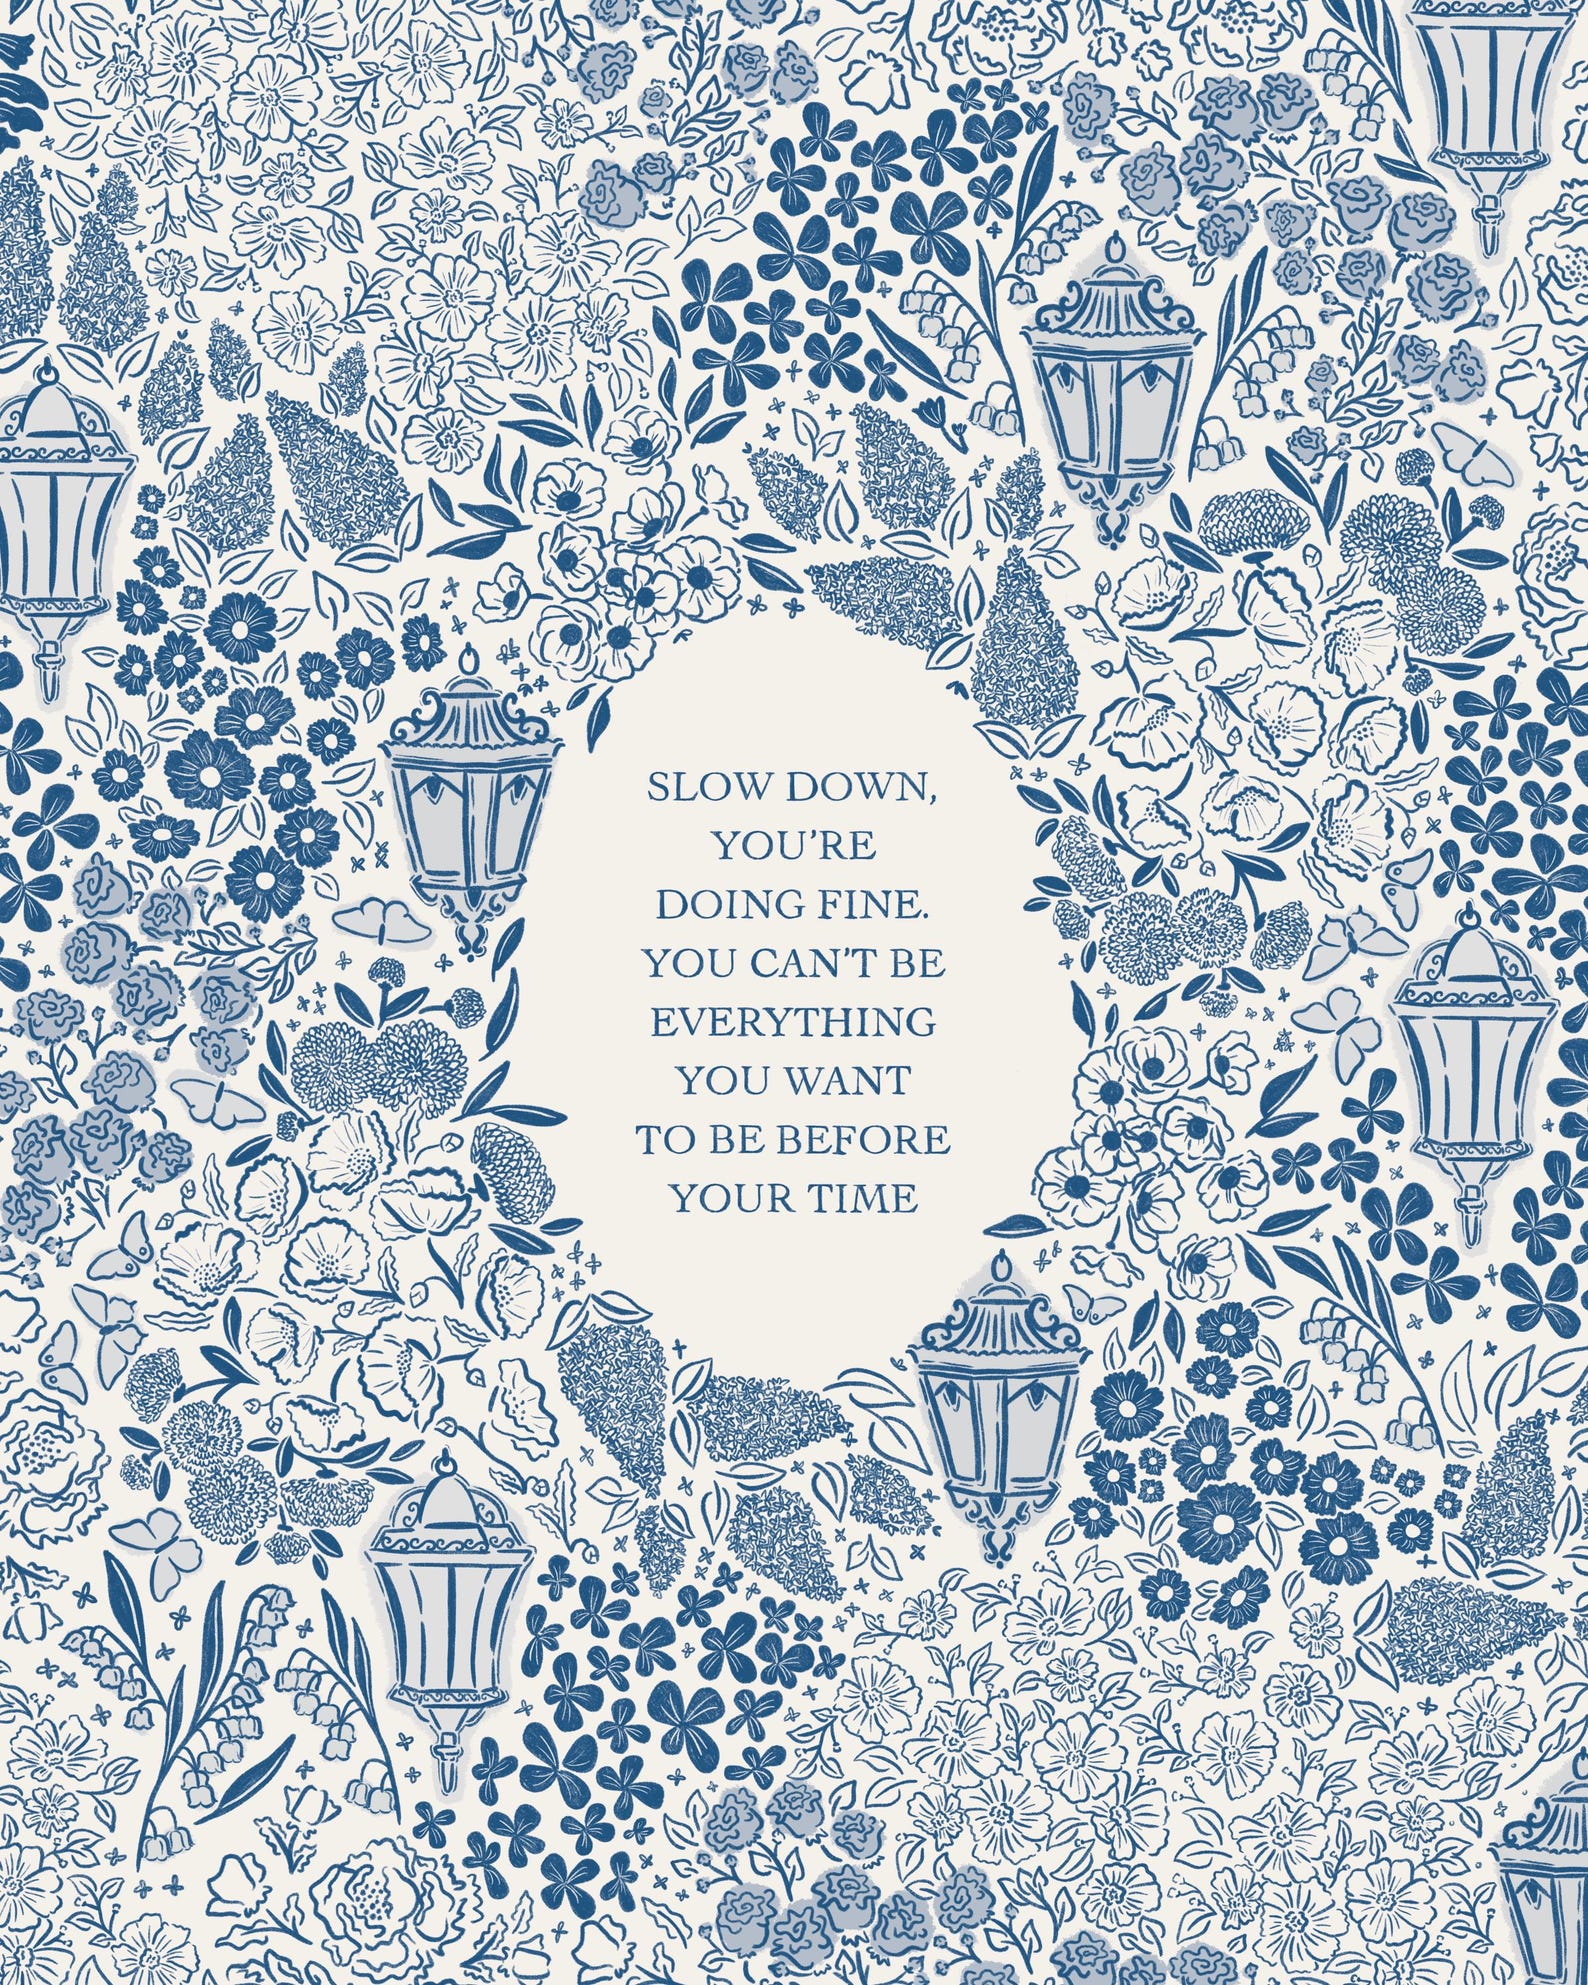 SLOW DOWN,
YOU'RE
DOING FINE.
YOU CAN'T BE
EVERYTHING
YOU WANT
TO BE BEFORE
YOUR TIME